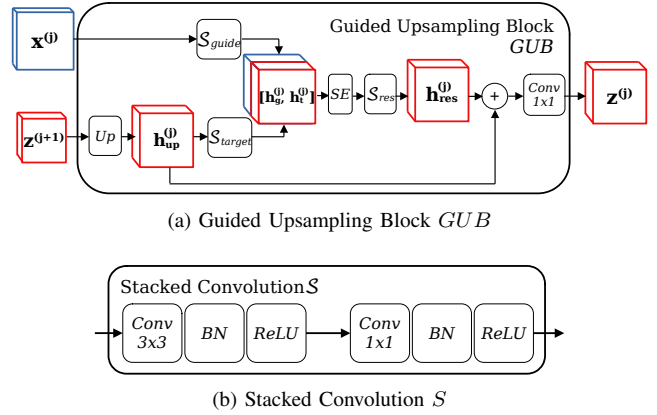 Guided Upsampling Block
GUB
x^(j)
S_guide
[h_g^(j), h_t^(j)]
SE
S_res
h_res^(j)
+
Conv
1x1
z^(j)
z^(j+1)
Up
h_up^(j)
S_target
(a) Guided Upsampling Block GUB
Stacked Convolution S
Conv
3x3
BN
ReLU
Conv
1x1
BN
ReLU
(b) Stacked Convolution S